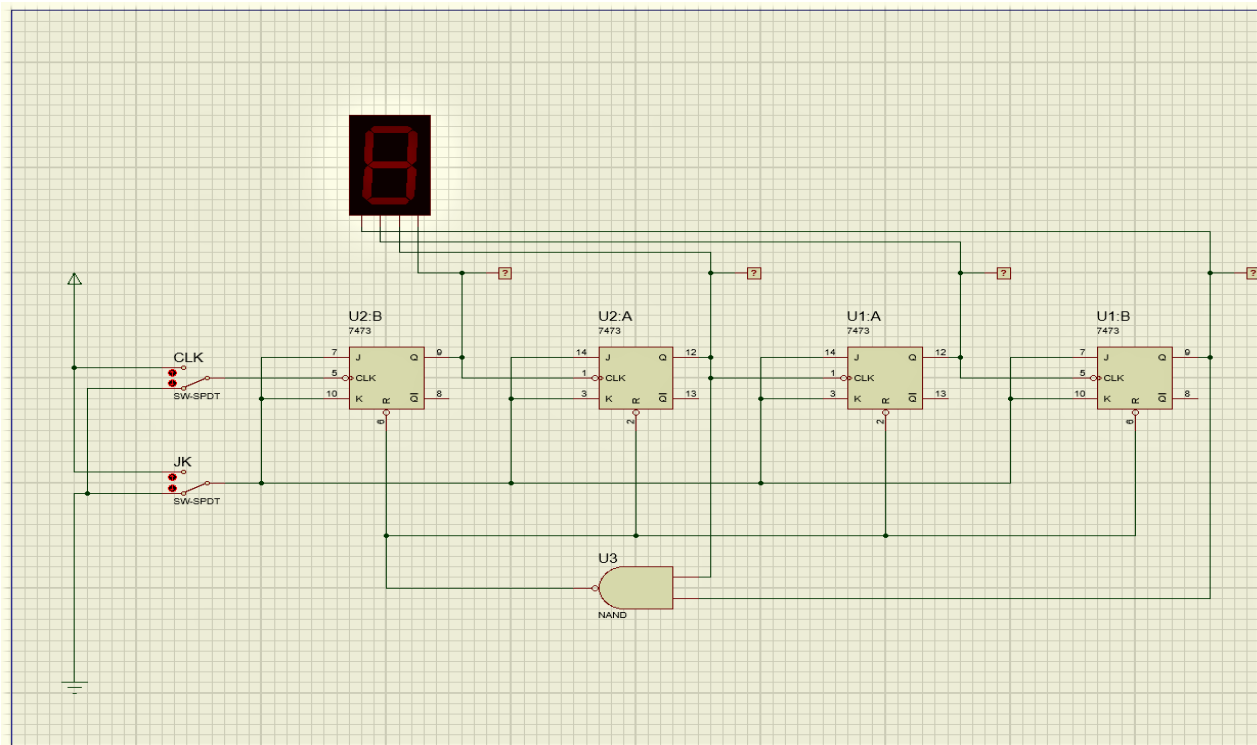 ? ? ? ?
U2:B U2:A U1:A U1:B
7473 7473 7473 7473
CLK
7 J Q 9 14 J Q 12 14 J Q 12 7 J Q 9
5 CLK 1 CLK 1 CLK 5 CLK
SW-SPDT
10 K R QI 8 3 K R QI 13 3 K R QI 13 10 K R QI 8
6 2 2 6
JK
SW-SPDT
U3
NAND